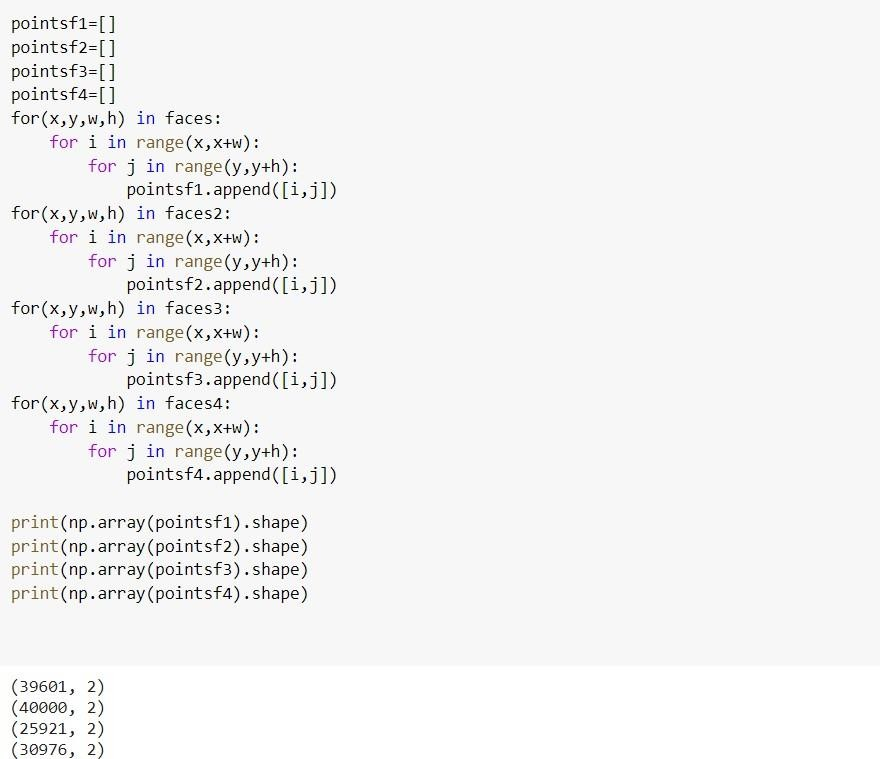 pointsf1=[]
pointsf2=[]
pointsf3=[]
pointsf4=[]
for(x,y,w,h) in faces:
    for i in range(x,x+w):
        for j in range(y,y+h):
            pointsf1.append([i,j])
for(x,y,w,h) in faces2:
    for i in range(x,x+w):
        for j in range(y,y+h):
            pointsf2.append([i,j])
for(x,y,w,h) in faces3:
    for i in range(x,x+w):
        for j in range(y,y+h):
            pointsf3.append([i,j])
for(x,y,w,h) in faces4:
    for i in range(x,x+w):
        for j in range(y,y+h):
            pointsf4.append([i,j])

print(np.array(pointsf1).shape)
print(np.array(pointsf2).shape)
print(np.array(pointsf3).shape)
print(np.array(pointsf4).shape)

(39601, 2)
(40000, 2)
(25921, 2)
(30976, 2)